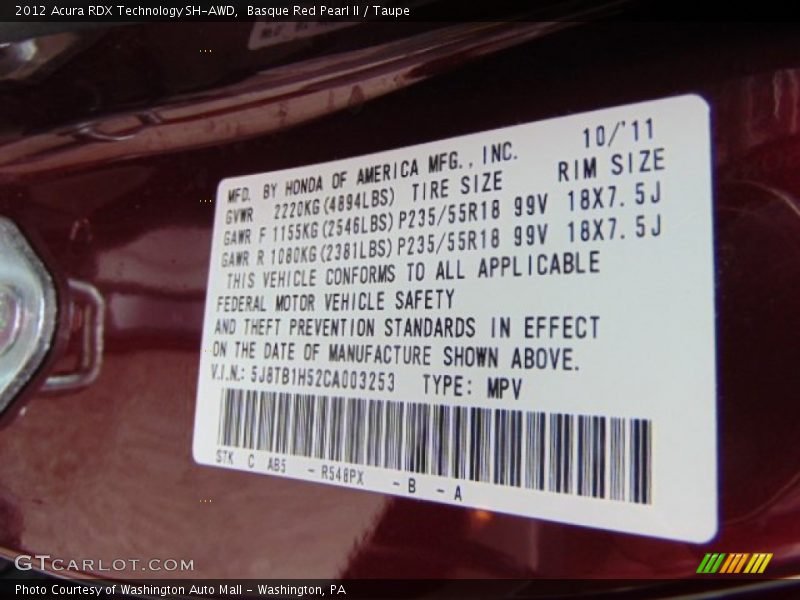 2012 Acura RDX Technology SH-AWD, Basque Red Pearl II / Taupe
10/'11
MFD. BY HONDA OF AMERICA MFG., INC.
GVWR 2220KG(4894LBS) TIRE SIZE RIM SIZE
GAWR F 1155KG(2546LBS) P235/55R18 99V 18X7.5J
GAWR R 1080KG(2381LBS) P235/55R18 99V 18X7.5J
THIS VEHICLE CONFORMS TO ALL APPLICABLE
FEDERAL MOTOR VEHICLE SAFETY
AND THEFT PREVENTION STANDARDS IN EFFECT
ON THE DATE OF MANUFACTURE SHOWN ABOVE.
V.I.N.: 5J8TB1H52CA003253 TYPE: MPV
STK C AB5 - R548PX - B - A
GTCARLOT.COM
Photo Courtesy of Washington Auto Mall - Washington, PA